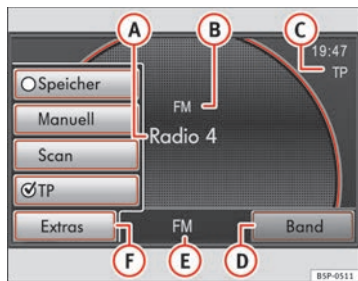 A
B
C
19:47
TP
Speicher
FM
Manuell
Radio 4
Scan
TP
Extras
FM
Band
F
E
D
B5P-0511